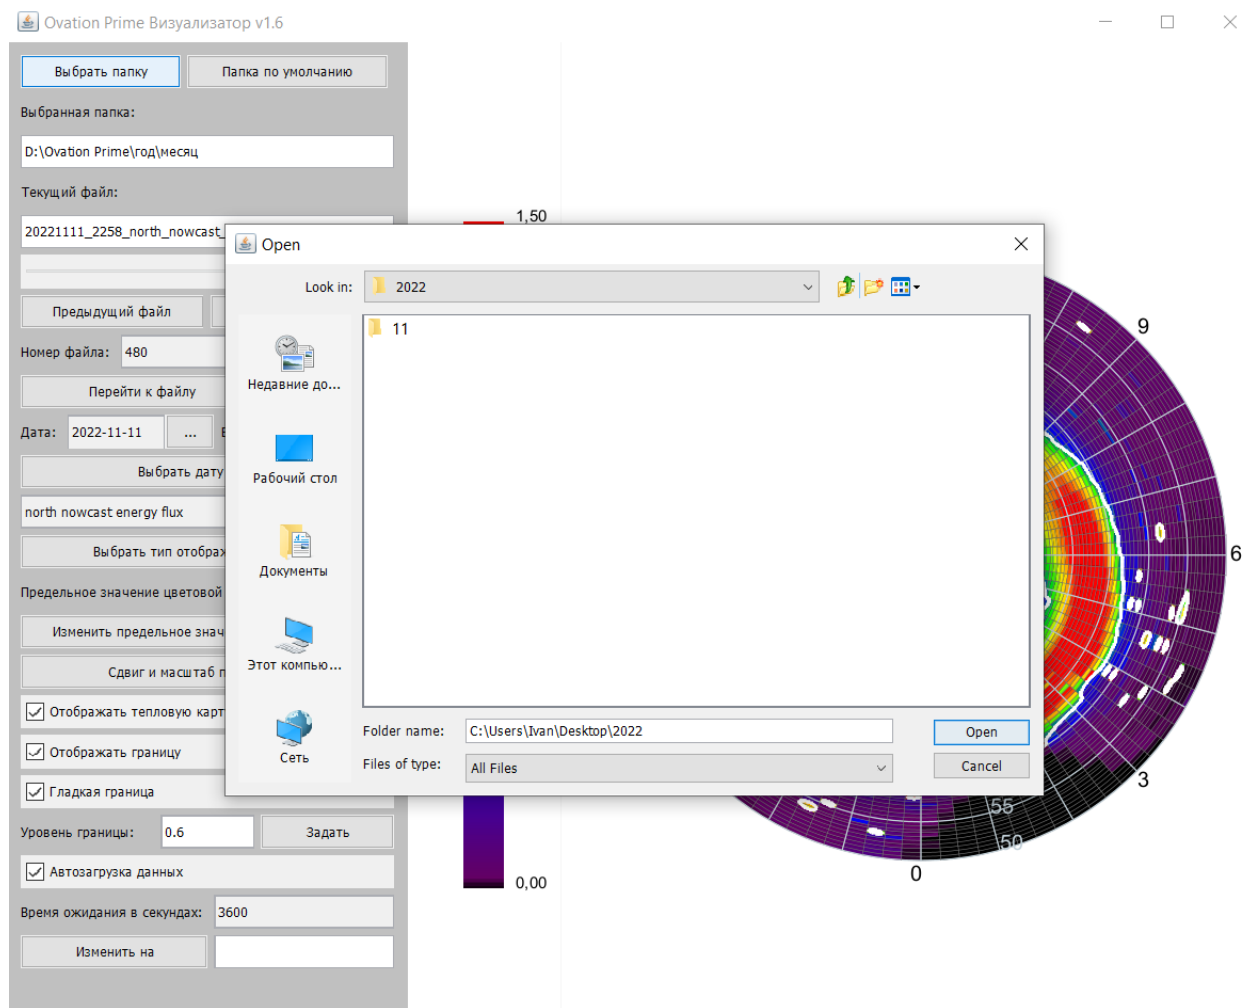 Ovation Prime Визуализатор v1.6
Выбрать папку
Папка по умолчанию
Выбранная папка:
D:\Ovation Prime\год\месяц
Текущий файл:
20221111_2258_north_nowcast_
Предыдущий файл
Номер файла:
480
Перейти к файлу
Дата:
2022-11-11
...
Выбрать дату
north nowcast energy flux
Выбрать тип отображ
Предельное значение цветовой
Изменить предельное знач
Сдвиг и масштаб п
Отображать тепловую карт
Отображать границу
Гладкая граница
Уровень границы:
0.6
Задать
Автозагрузка данных
Время ожидания в секундах:
3600
Изменить на
Open
Look in:
2022
11
Недавние до...
Рабочий стол
Документы
Этот компью...
Сеть
Folder name:
C:\Users\Ivan\Desktop\2022
Open
Files of type:
All Files
Cancel
1,50
0,00
9
6
3
55
50
0